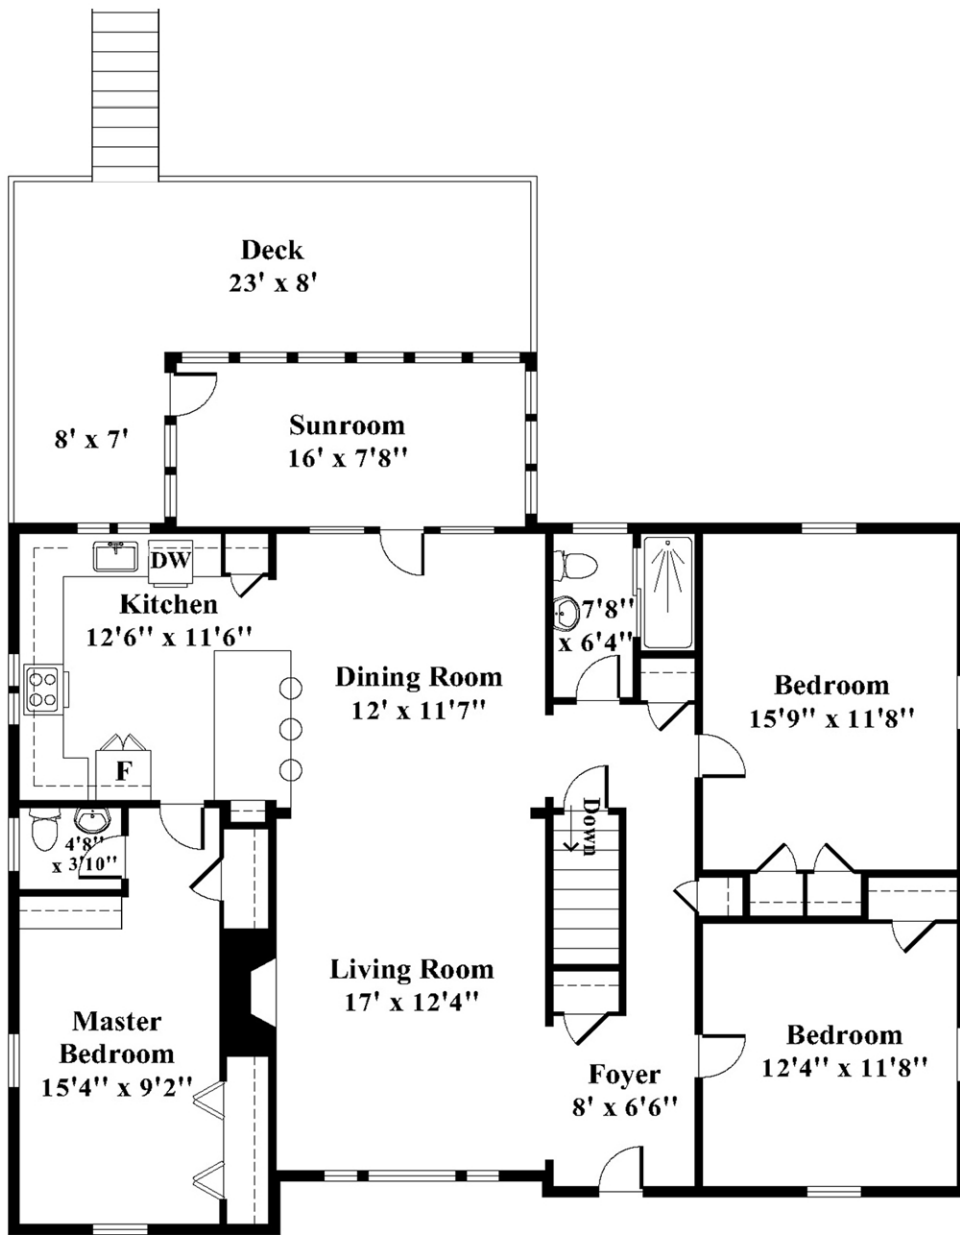 Deck
23' x 8'
8' x 7'
Sunroom
16' x 7'8"
DW
Kitchen
12'6" x 11'6"
F
Dining Room
12' x 11'7"
7'8"
x 6'4"
Bedroom
15'9" x 11'8"
4'8"
x 3'10"
Down
Living Room
17' x 12'4"
Master
Bedroom
15'4" x 9'2"
Foyer
8' x 6'6"
Bedroom
12'4" x 11'8"